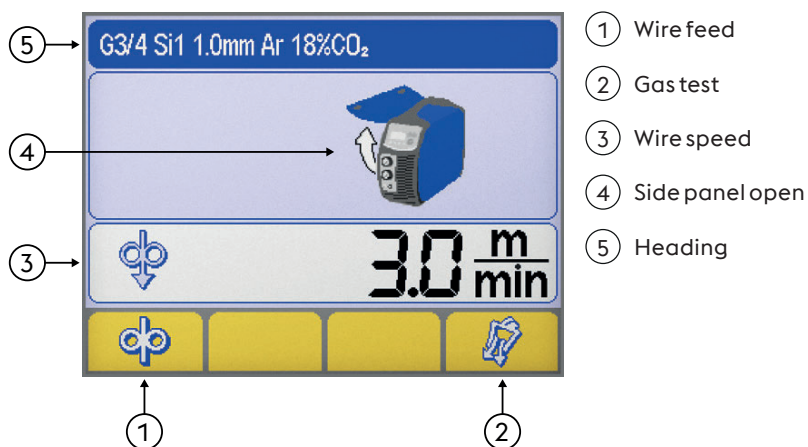 G3/4 Si1 1.0mm Ar 18%CO₂
3.0 m/min
5
4
3
1
2
1 Wire feed
2 Gas test
3 Wire speed
4 Side panel open
5 Heading